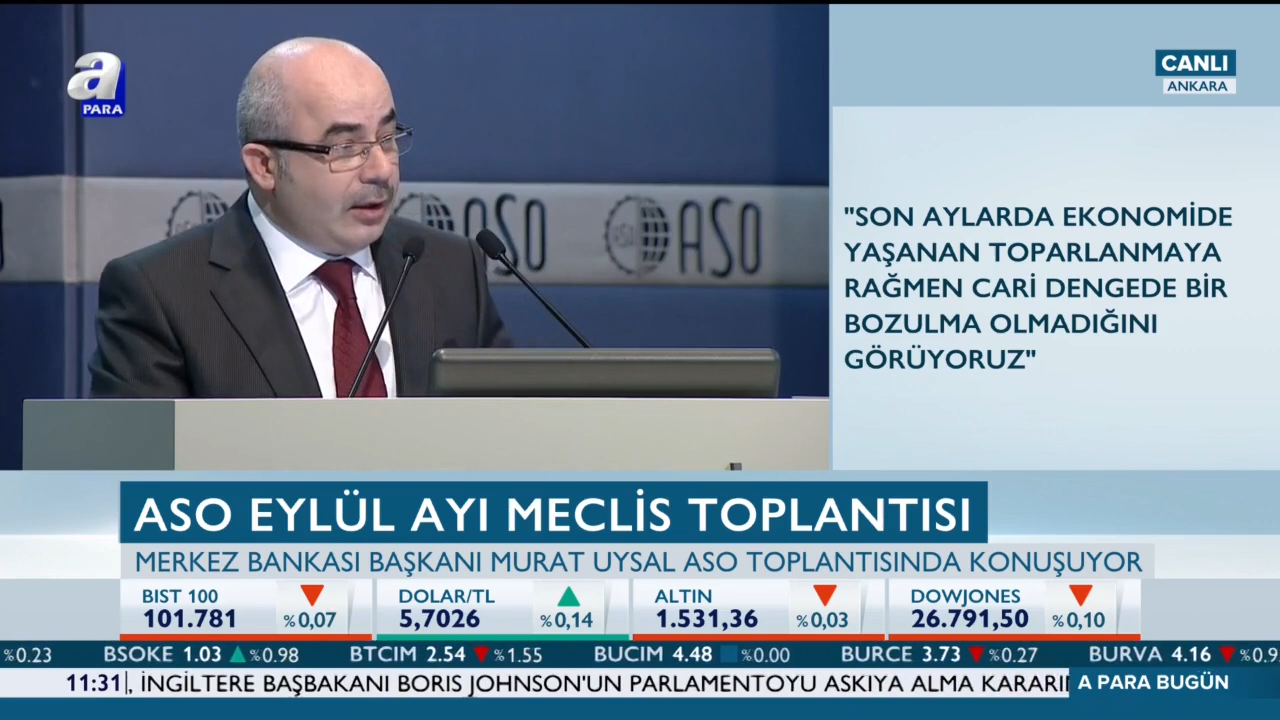 a
PARA
CANLI
ANKARA
ASO
ASO
"SON AYLARDA EKONOMİDE
YAŞANAN TOPARLANMAYA
RAĞMEN CARİ DENGEDE BİR
BOZULMA OLMADIĞINI
GÖRÜYORUZ"
ASO EYLÜL AYI MECLİS TOPLANTISI
MERKEZ BANKASI BAŞKANI MURAT UYSAL ASO TOPLANTISINDA KONUŞUYOR
BIST 100 101.781 %0,07
DOLAR/TL 5,7026 %0,14
ALTIN 1.531,36 %0,03
DOWJONES 26.791,50 %0,10
%0.23 BSOKE 1.03 %0.98 BTCIM 2.54 %1.55 BUCIM 4.48 %0.00 BURCE 3.73 %0.27 BURVA 4.16
11:31 , İNGİLTERE BAŞBAKANI BORIS JOHNSON'UN PARLAMENTOYU ASKIYA ALMA A PARA BUGÜN